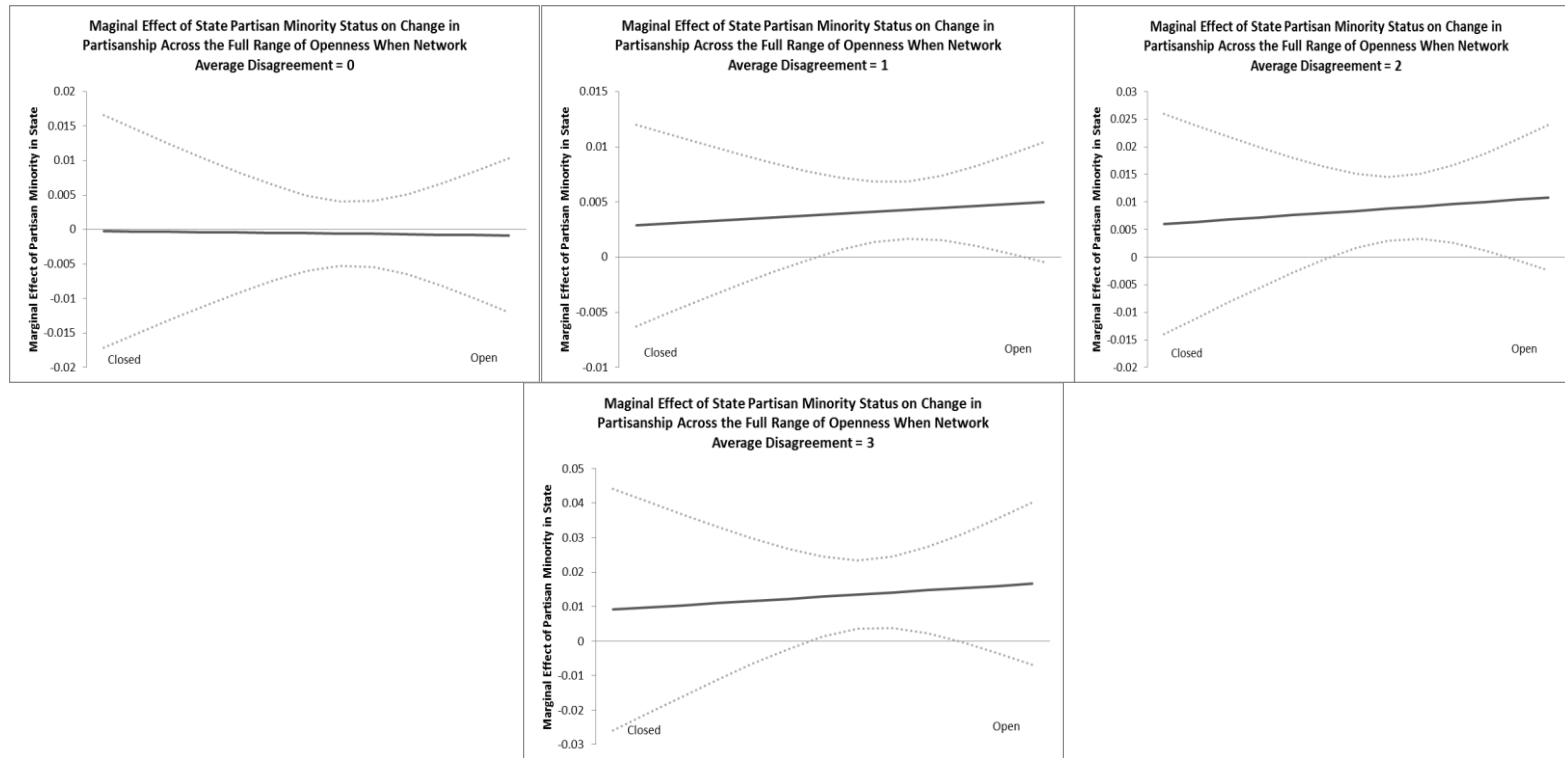 Maginal Effect of State Partisan Minority Status on Change in
Partisanship Across the Full Range of Openness When Network
Average Disagreement = 0
Marginal Effect of Partisan Minority in State
0.02
0.015
0.01
0.005
0
-0.005
-0.01
-0.015
-0.02
Closed
Open
Maginal Effect of State Partisan Minority Status on Change in
Partisanship Across the Full Range of Openness When Network
Average Disagreement = 1
Marginal Effect of Partisan Minority in State
0.015
0.01
0.005
0
-0.005
-0.01
Closed
Open
Maginal Effect of State Partisan Minority Status on Change in
Partisanship Across the Full Range of Openness When Network
Average Disagreement = 2
Marginal Effect of Partisan Minority in State
0.03
0.025
0.02
0.015
0.01
0.005
0
-0.005
-0.01
-0.015
-0.02
Closed
Open
Maginal Effect of State Partisan Minority Status on Change in
Partisanship Across the Full Range of Openness When Network
Average Disagreement = 3
Marginal Effect of Partisan Minority in State
0.05
0.04
0.03
0.02
0.01
0
-0.01
-0.02
-0.03
Closed
Open